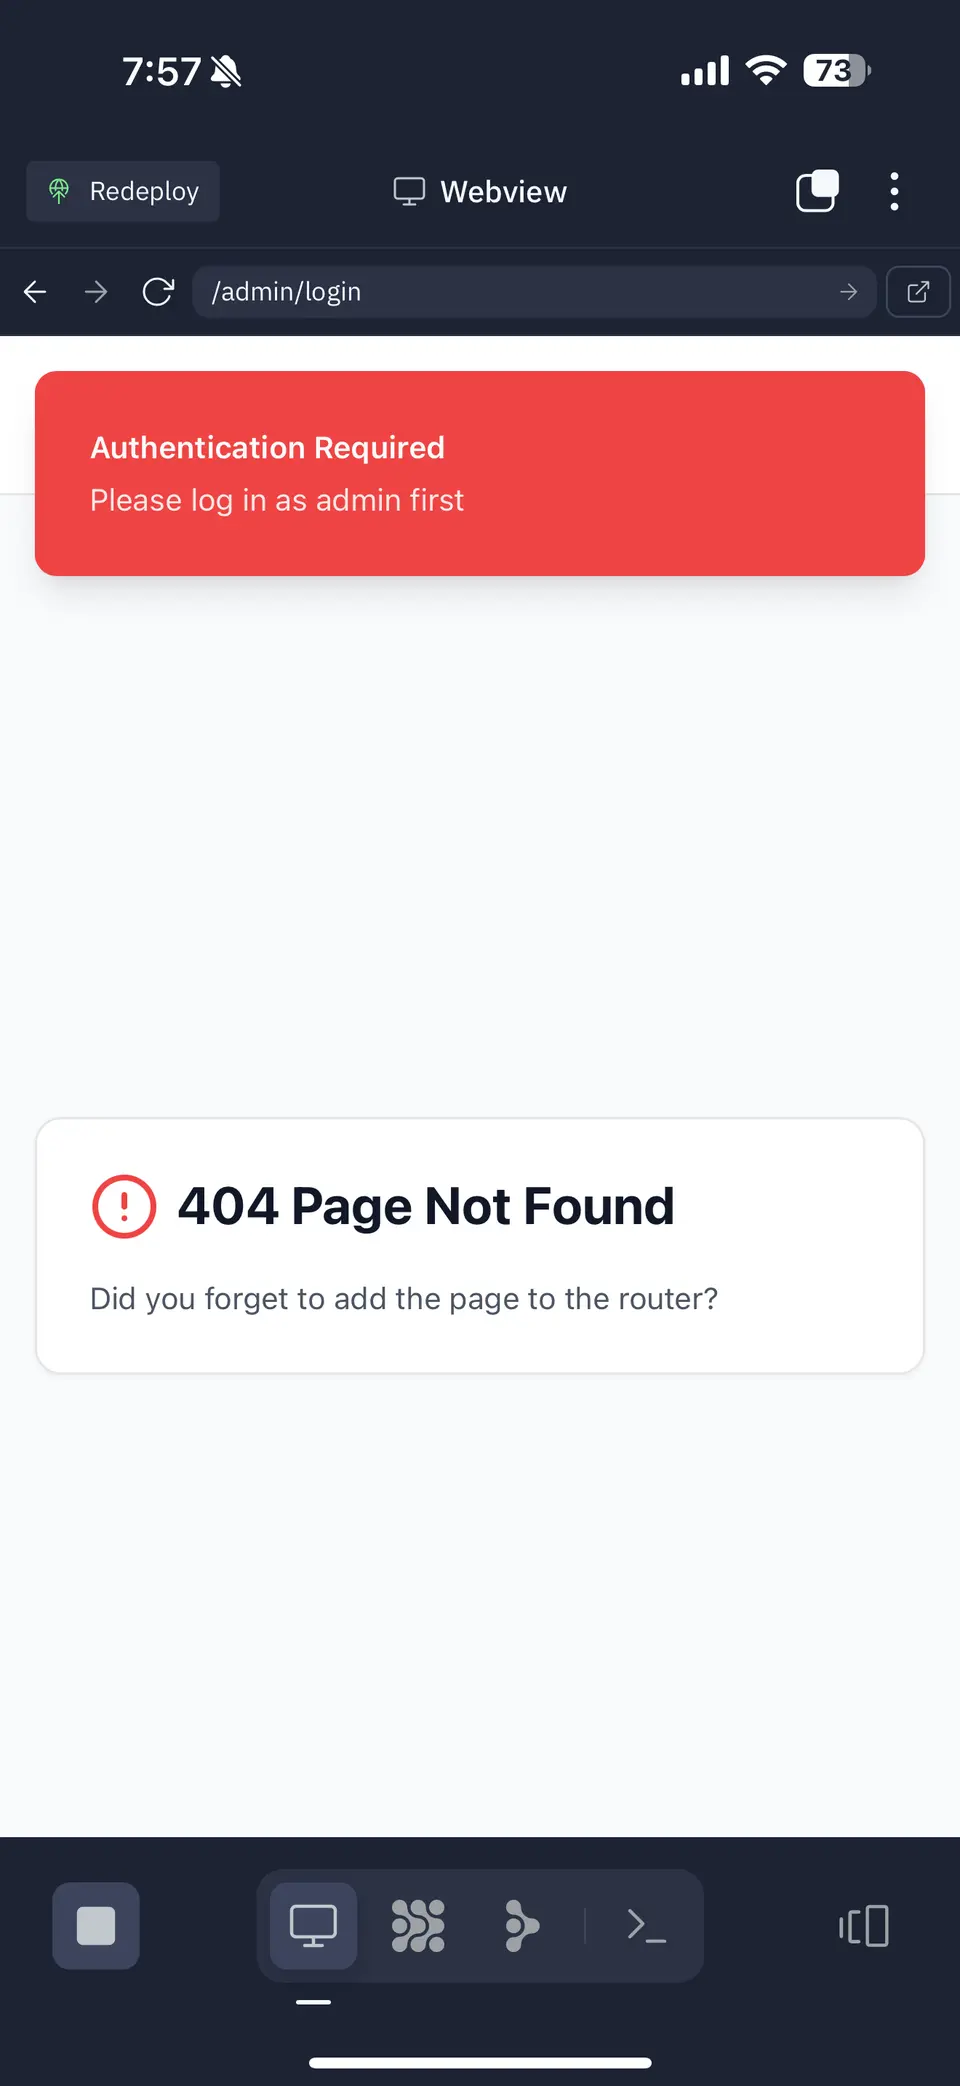 7:57
73
Redeploy
Webview
/admin/login
Authentication Required
Please log in as admin first
404 Page Not Found
Did you forget to add the page to the router?